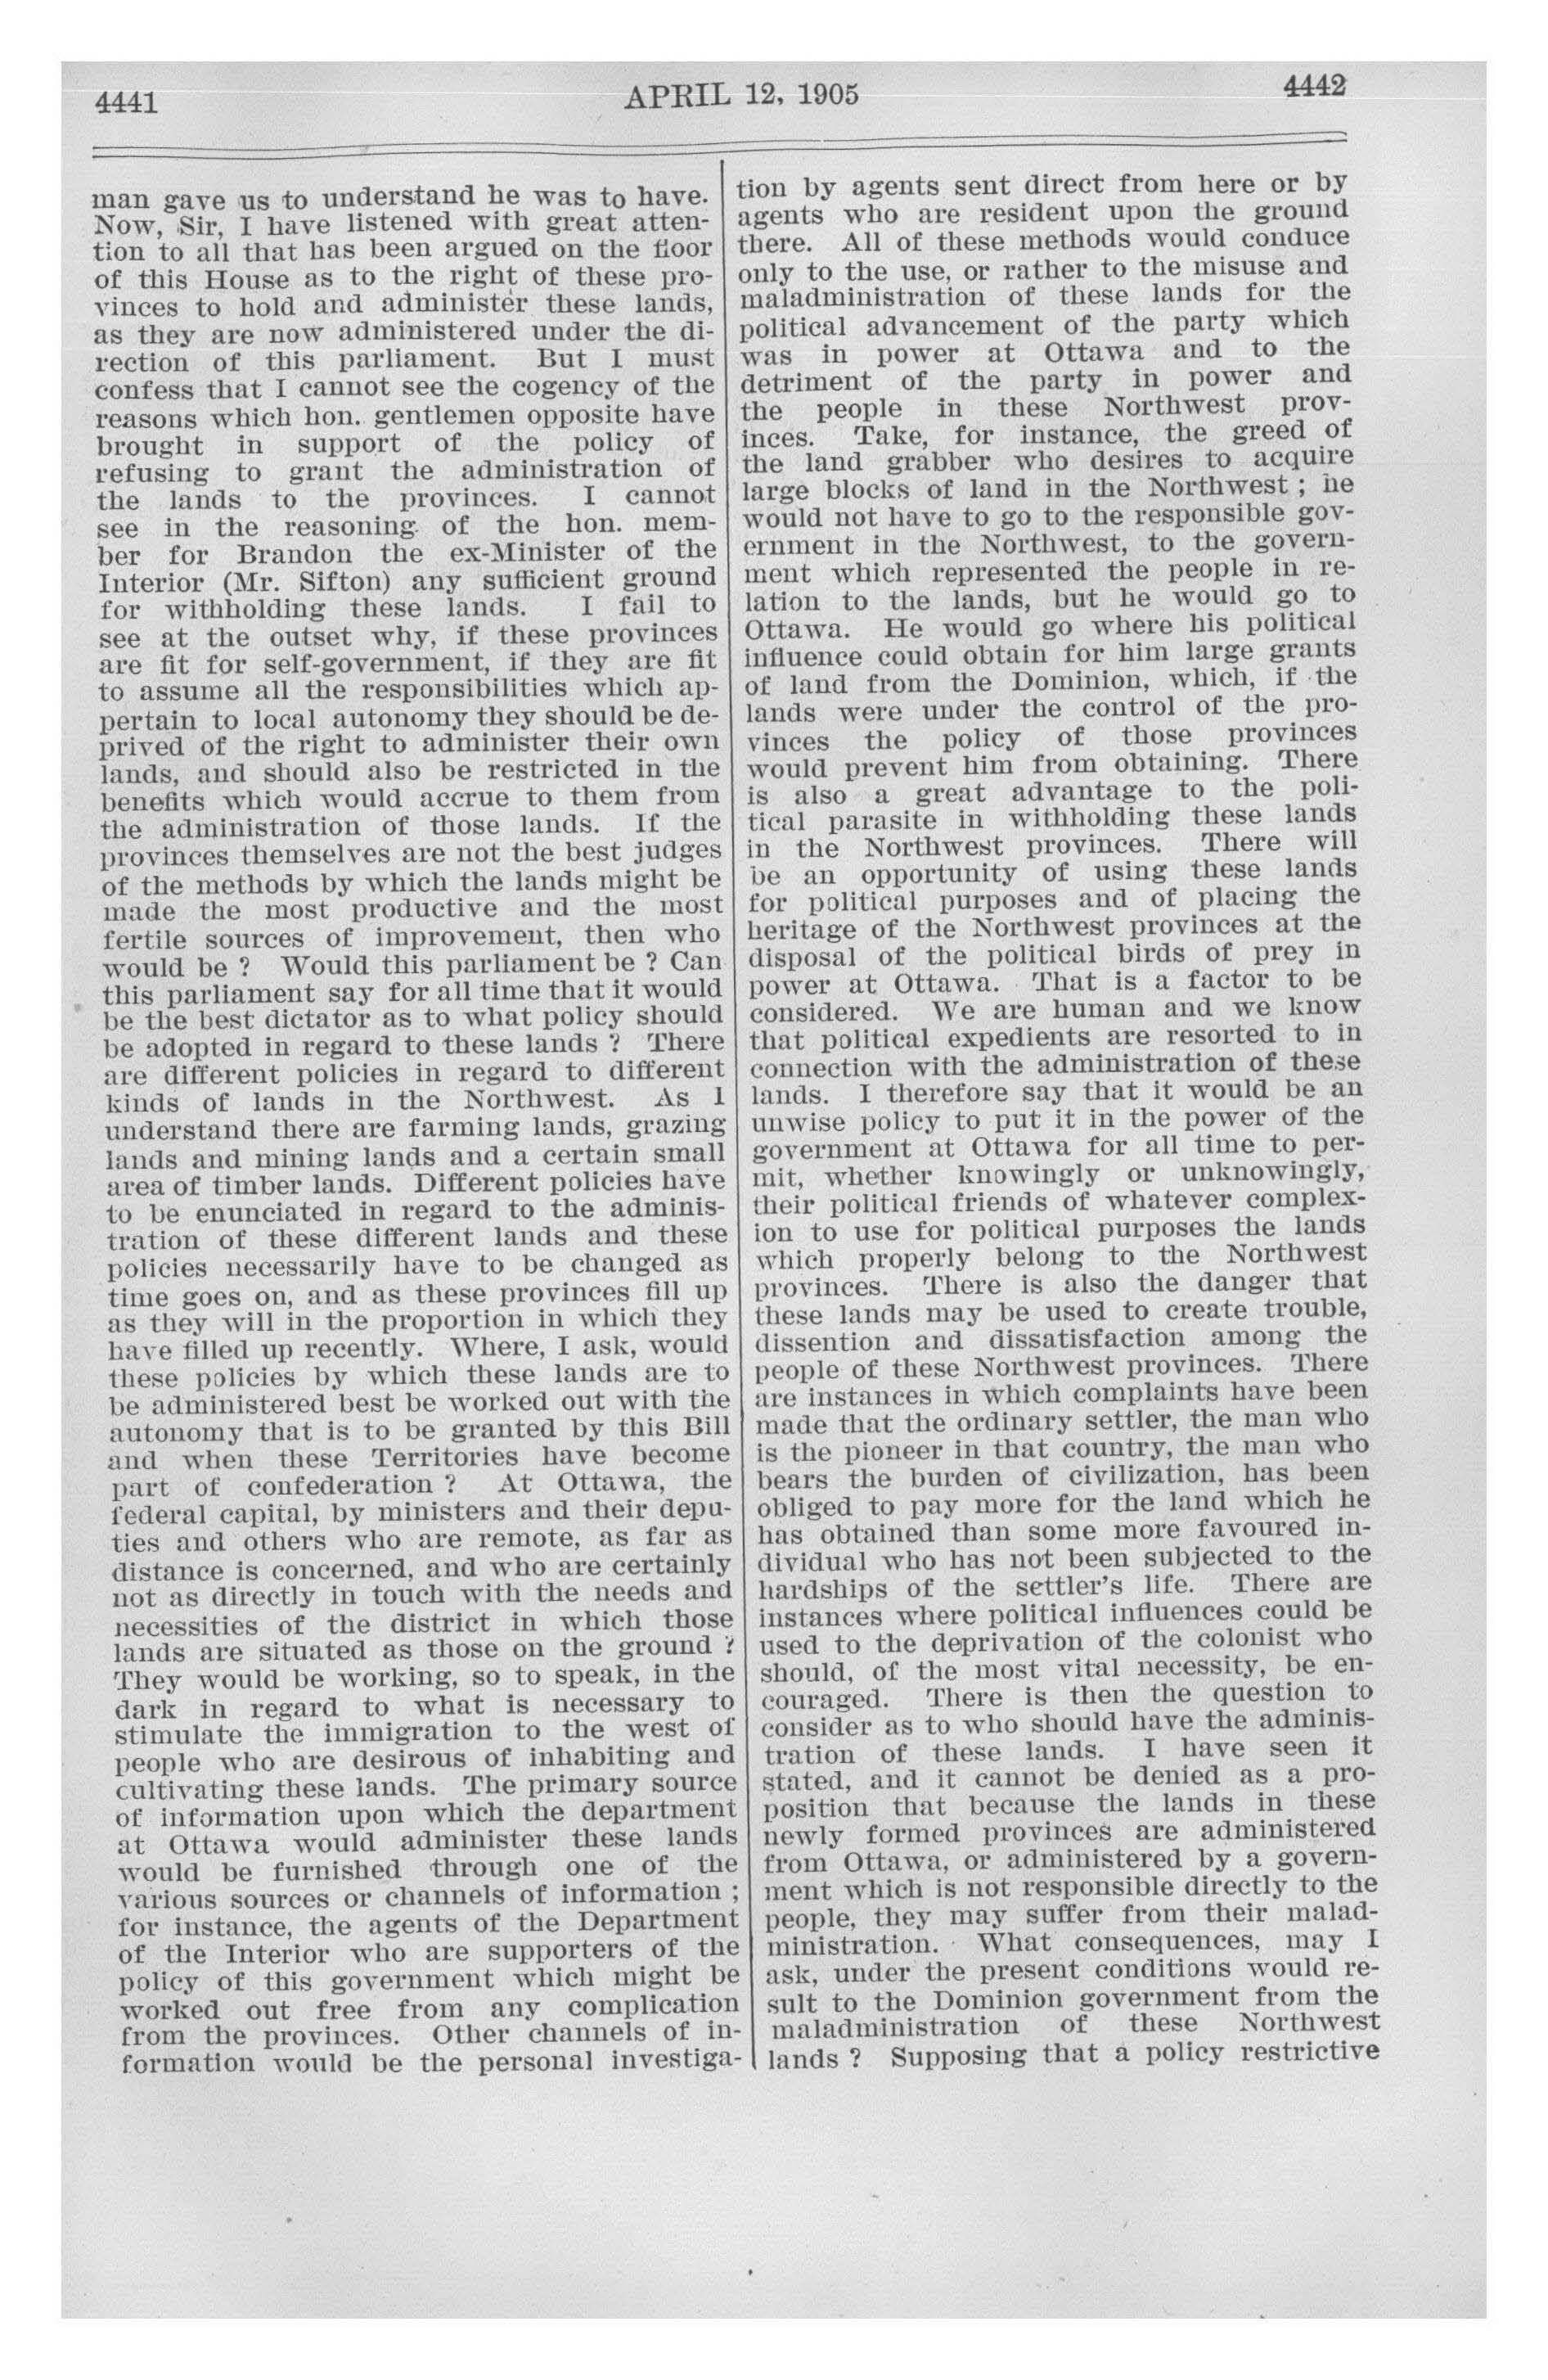 4441
APRIL 12, 1905
4442
man gave us to understand he was to have.
Now, Sir, I have listened with great atten-
tion to all that has been argued on the floor
of this House as to the right of these pro-
vinces to hold and administer these lands,
as they are now administered under the di-
rection of this parliament. But I must
confess that I cannot see the cogency of the
reasons which hon. gentlemen opposite have
brought in support of the policy of
refusing to grant the administration of
the lands to the provinces. I cannot
see in the reasoning of the hon. mem-
ber for Brandon the ex-Minister of the
Interior (Mr. Sifton) any sufficient ground
for withholding these lands. I fail to
see at the outset why, if these provinces
are fit for self-government, if they are fit
to assume all the responsibilities which ap-
pertain to local autonomy they should be de-
prived of the right to administer their own
lands, and should also be restricted in the
benefits which would accrue to them from
the administration of those lands. If the
provinces themselves are not the best judges
of the methods by which the lands might be
made the most productive and the most
fertile sources of improvement, then who
would be ? Would this parliament be ? Can
this parliament say for all time that it would
be the best dictator as to what policy should
be adopted in regard to these lands ? There
are different policies in regard to different
kinds of lands in the Northwest. As I
understand there are farming lands, grazing
lands and mining lands and a certain small
area of timber lands. Different policies have
to be enunciated in regard to the adminis-
tration of these different lands and these
policies necessarily have to be changed as
time goes on, and as these provinces fill up
as they will in the proportion in which they
have filled up recently. Where, I ask, would
these policies by which these lands are to
be administered best be worked out with the
autonomy that is to be granted by this Bill
and when these Territories have become
part of confederation ? At Ottawa, the
federal capital, by ministers and their depu-
ties and others who are remote, as far as
distance is concerned, and who are certainly
not as directly in touch with the needs and
necessities of the district in which those
lands are situated as those on the ground ?
They would be working, so to speak, in the
dark in regard to what is necessary to
stimulate the immigration to the west of
people who are desirous of inhabiting and
cultivating these lands. The primary source
of information upon which the department
at Ottawa would administer these lands
would be furnished through one of the
various sources or channels of information ;
for instance, the agents of the Department
of the Interior who are supporters of the
policy of this government which might be
worked out free from any complication
from the provinces. Other channels of in-
formation would be the personal investiga-
tion by agents sent direct from here or by
agents who are resident upon the ground
there. All of these methods would conduce
only to the use, or rather to the misuse and
maladministration of these lands for the
political advancement of the party which
was in power at Ottawa and to the
detriment of the party in power and
the people in these Northwest prov-
inces. Take, for instance, the greed of
the land grabber who desires to acquire
large blocks of land in the Northwest ; he
would not have to go to the responsible gov-
ernment in the Northwest, to the govern-
ment which represented the people in re-
lation to the lands, but he would go to
Ottawa. He would go where his political
influence could obtain for him large grants
of land from the Dominion, which, if the
lands were under the control of the pro-
vinces the policy of those provinces
would prevent him from obtaining. There
is also a great advantage to the poli-
tical parasite in withholding these lands
in the Northwest provinces. There will
be an opportunity of using these lands
for political purposes and of placing the
heritage of the Northwest provinces at the
disposal of the political birds of prey in
power at Ottawa. That is a factor to be
considered. We are human and we know
that political expedients are resorted to in
connection with the administration of these
lands. I therefore say that it would be an
unwise policy to put it in the power of the
government at Ottawa for all time to per-
mit, whether knowingly or unknowingly,
their political friends of whatever complex-
ion to use for political purposes the lands
which properly belong to the Northwest
provinces. There is also the danger that
these lands may be used to create trouble,
dissention and dissatisfaction among the
people of these Northwest provinces. There
are instances in which complaints have been
made that the ordinary settler, the man who
is the pioneer in that country, the man who
bears the burden of civilization, has been
obliged to pay more for the land which he
has obtained than some more favoured in-
dividual who has not been subjected to the
hardships of the settler's life. There are
instances where political influences could be
used to the deprivation of the colonist who
should, of the most vital necessity, be en-
couraged. There is then the question to
consider as to who should have the adminis-
tration of these lands. I have seen it
stated, and it cannot be denied as a pro-
position that because the lands in these
newly formed provinces are administered
from Ottawa, or administered by a govern-
ment which is not responsible directly to the
people, they may suffer from their malad-
ministration. What consequences, may I
ask, under the present conditions would re-
sult to the Dominion government from the
maladministration of these Northwest
lands ? Supposing that a policy restrictive